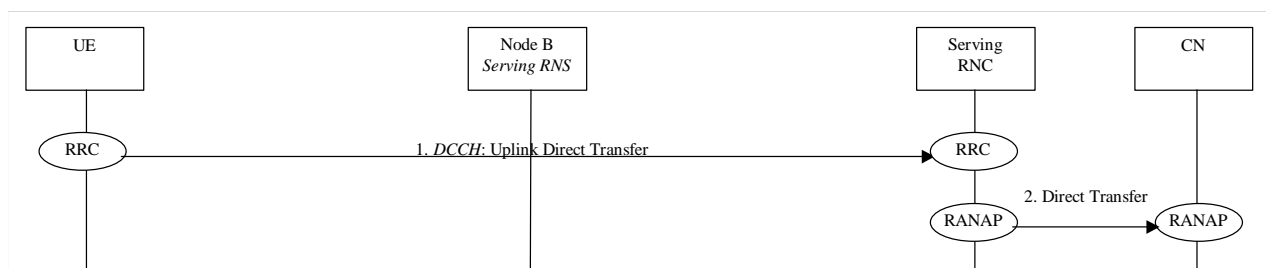 UE
Node B
Serving RNS
Serving
RNC
CN
RRC
1. DCCH: Uplink Direct Transfer
RRC
2. Direct Transfer
RANAP
RANAP